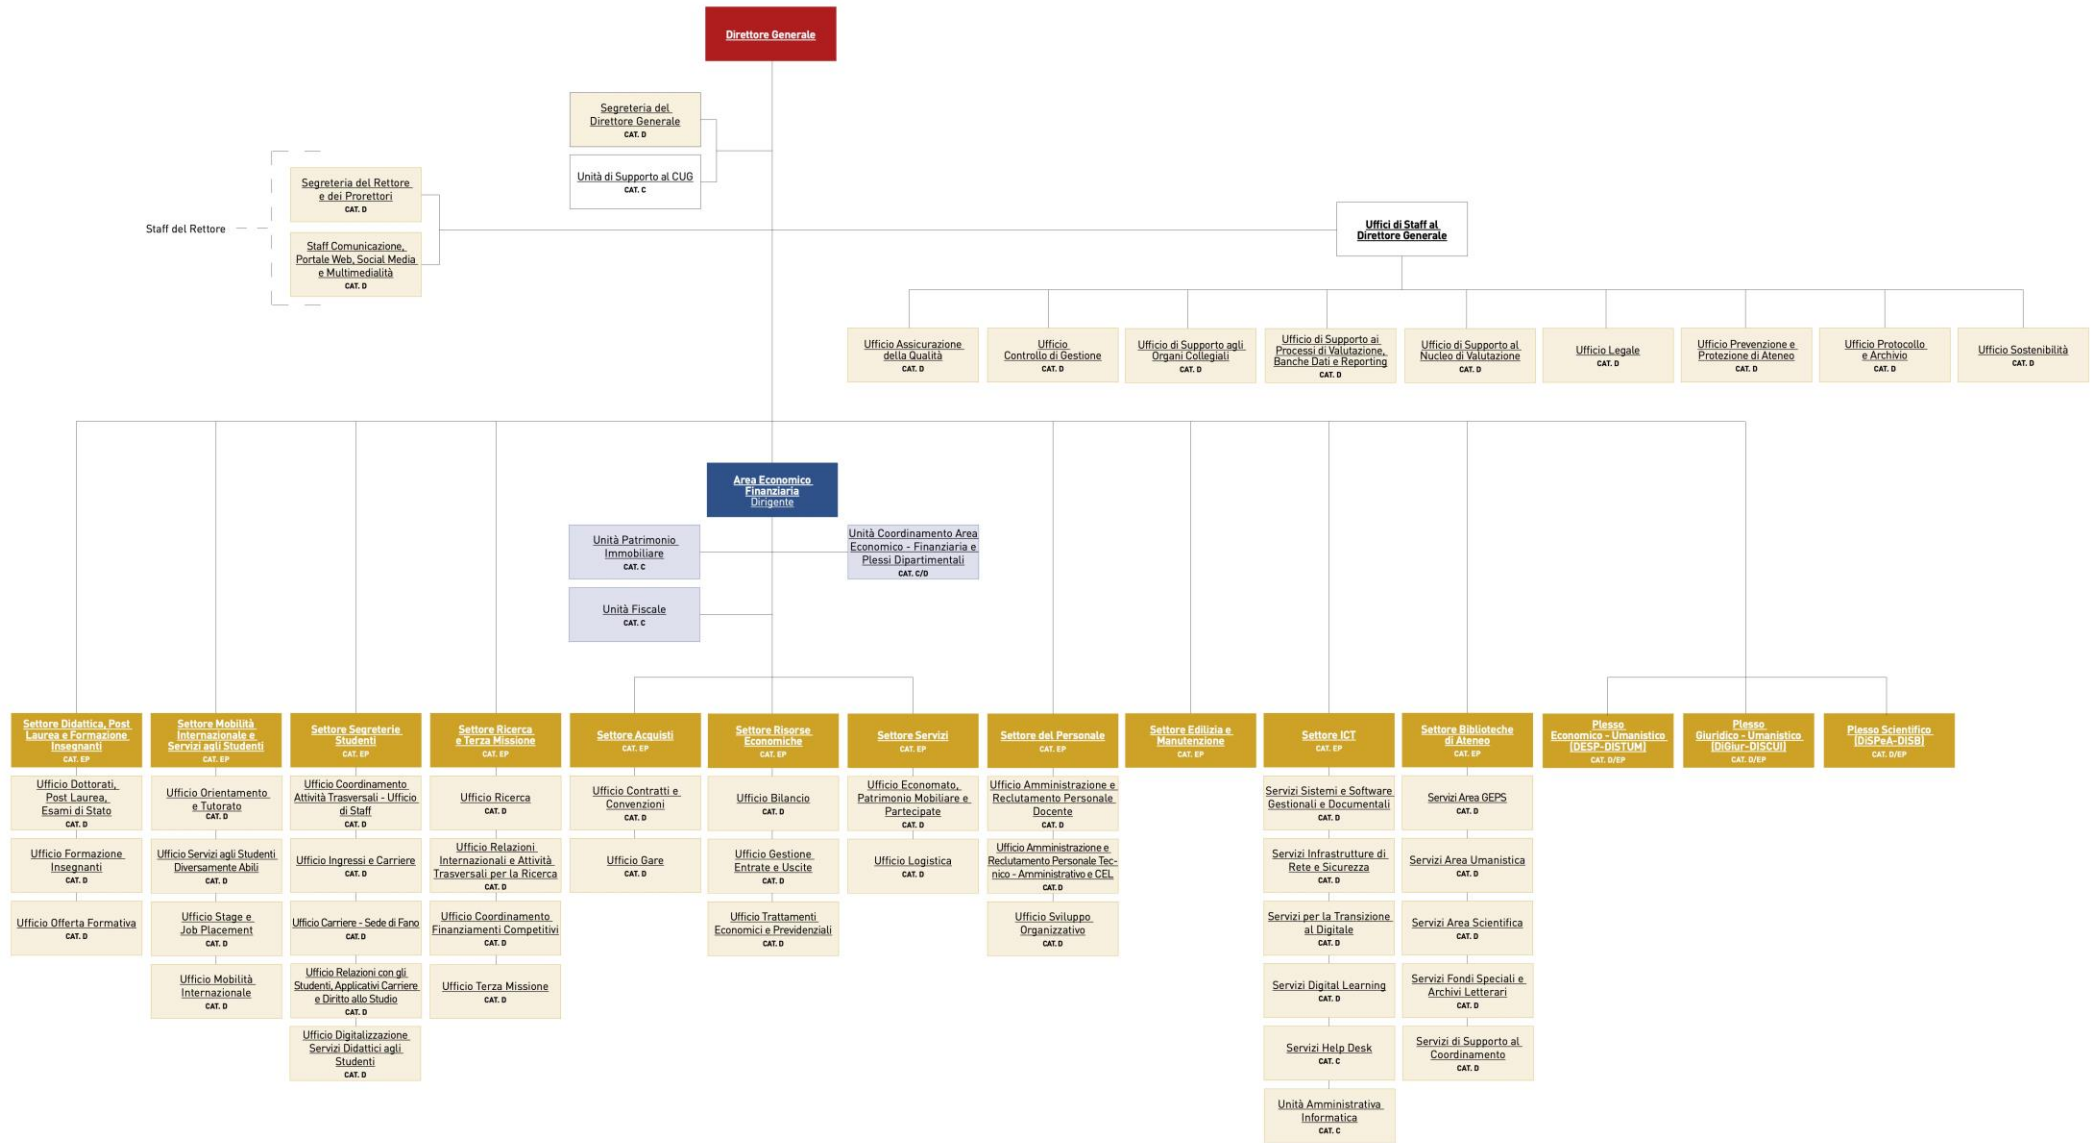 Direttore Generale
Segreteria del
Direttore Generale
CAT. D
Unità di Supporto al CUG
CAT. C
Staff del Rettore
Segreteria del Rettore
e dei Prorettori
CAT. D
Staff Comunicazione,
Portale Web, Social Media
e Multimedialità
CAT. D
Uffici di Staff al
Direttore Generale
Ufficio Assicurazione
della Qualità
CAT. D
Ufficio
Controllo di Gestione
CAT. D
Ufficio di Supporto agli
Organi Collegiali
CAT. D
Ufficio di Supporto ai
Processi di Valutazione,
Banche Dati e Reporting
CAT. D
Ufficio di Supporto al
Nucleo di Valutazione
CAT. D
Ufficio Legale
CAT. D
Ufficio Prevenzione e
Protezione di Ateneo
CAT. D
Ufficio Protocollo
e Archivio
CAT. D
Ufficio Sostenibilità
CAT. D
Area Economico
Finanziaria
Dirigente
Unità Patrimonio
Immobiliare
CAT. C
Unità Coordinamento Area
Economico - Finanziaria e
Plessi Dipartimentali
CAT. C/D
Unità Fiscale
CAT. C
Settore Didattica, Post
Laurea e Formazione
Insegnanti
CAT. EP
Ufficio Dottorati,
Post Laurea,
Esami di Stato
CAT. D
Ufficio Formazione
Insegnanti
CAT. D
Ufficio Offerta Formativa
CAT. D
Settore Mobilità
Internazionale e
Servizi agli Studenti
CAT. EP
Ufficio Orientamento
e Tutorato
CAT. D
Ufficio Servizi agli Studenti
Diversamente Abili
CAT. D
Ufficio Stage e
Job Placement
CAT. D
Ufficio Mobilità
Internazionale
CAT. D
Settore Segreterie
Studenti
CAT. EP
Ufficio Coordinamento
Attività Trasversali - Ufficio
di Staff
CAT. D
Ufficio Ingressi e Carriere
CAT. D
Ufficio Carriere - Sede di Fano
CAT. D
Ufficio Relazioni con gli
Studenti, Applicativi Carriere
e Diritto allo Studio
CAT. D
Ufficio Digitalizzazione
Servizi Didattici agli
Studenti
CAT. D
Settore Ricerca
e Terza Missione
CAT. EP
Ufficio Ricerca
CAT. D
Ufficio Relazioni
Internazionali e Attività
Trasversali per la Ricerca
CAT. D
Ufficio Coordinamento
Finanziamenti Competitivi
CAT. D
Ufficio Terza Missione
CAT. D
Settore Acquisti
CAT. EP
Ufficio Contratti e
Convenzioni
CAT. D
Ufficio Gare
CAT. D
Settore Risorse
Economiche
CAT. EP
Ufficio Bilancio
CAT. D
Ufficio Gestione
Entrate e Uscite
CAT. D
Ufficio Trattamenti
Economici e Previdenziali
CAT. D
Settore Servizi
CAT. EP
Ufficio Economato,
Patrimonio Mobiliare e
Partecipate
CAT. D
Ufficio Logistica
CAT. D
Settore del Personale
CAT. EP
Ufficio Amministrazione e
Reclutamento Personale
Docente
CAT. D
Ufficio Amministrazione e
Reclutamento Personale Tec-
nico - Amministrativo e CEL
CAT. D
Ufficio Sviluppo
Organizzativo
CAT. D
Settore Edilizia e
Manutenzione
CAT. EP
Settore ICT
CAT. EP
Servizi Sistemi e Software
Gestionali e Documentali
CAT. D
Servizi Infrastrutture di
Rete e Sicurezza
CAT. D
Servizi per la Transizione
al Digitale
CAT. D
Servizi Digital Learning
CAT. D
Servizi Help Desk
CAT. C
Unità Amministrativa
Informatica
CAT. C
Settore Biblioteche
di Ateneo
CAT. EP
Servizi Area GEPS
CAT. D
Servizi Area Umanistica
CAT. D
Servizi Area Scientifica
CAT. D
Servizi Fondi Speciali e
Archivi Letterari
CAT. D
Servizi di Supporto al
Coordinamento
CAT. D
Plesso
Economico - Umanistico
(DESP-DISTUM)
CAT. D/EP
Plesso
Giuridico - Umanistico
(DiGiur-DISCUI)
CAT. D/EP
Plesso Scientifico
(DiSPeA-DISB)
CAT. D/EP